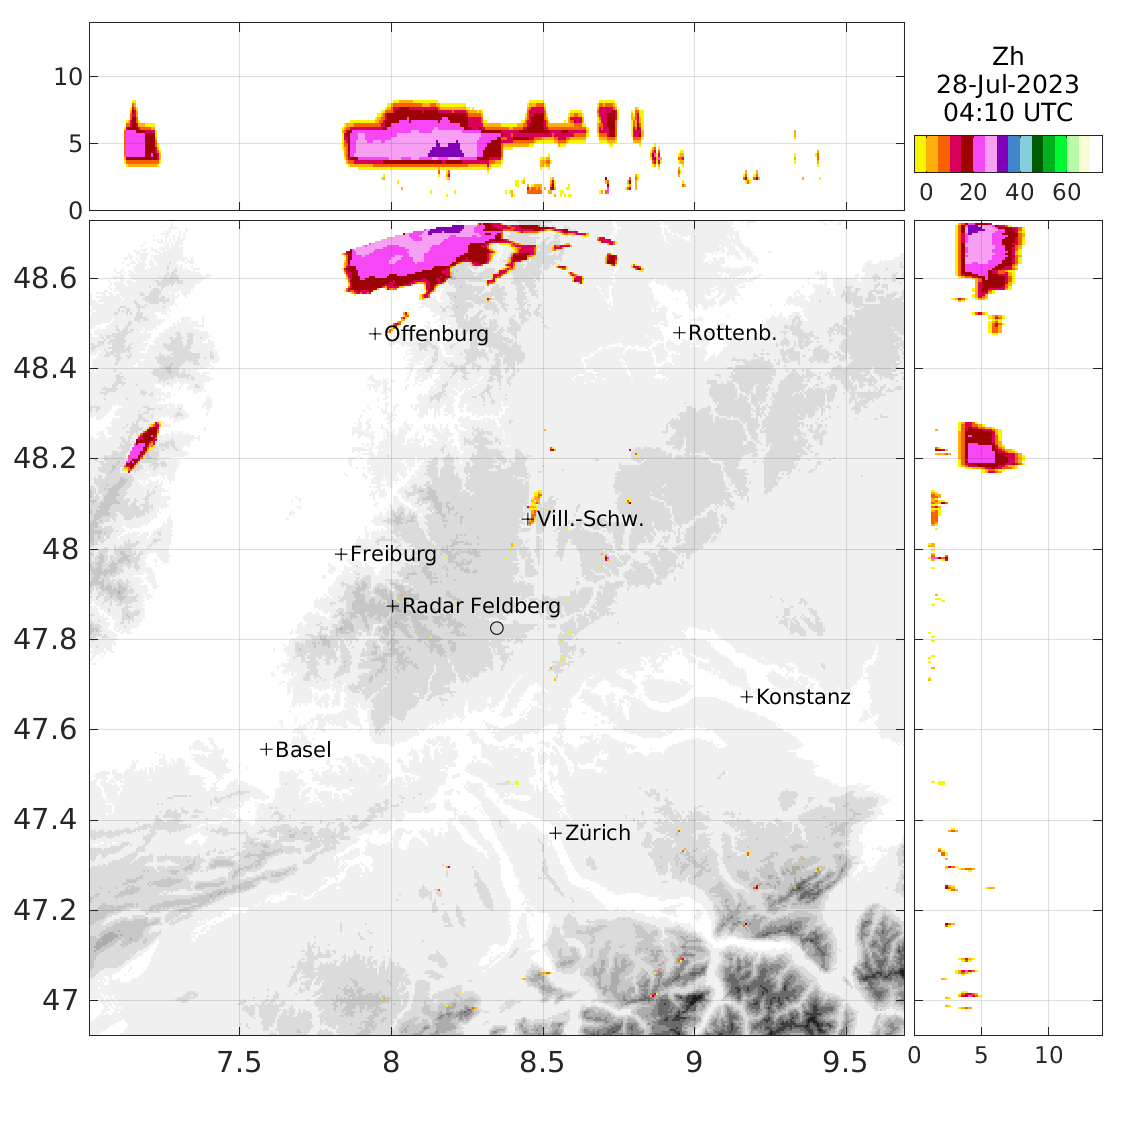 10
5
0
Zh
28-Jul-2023
04:10 UTC
0 20 40 60
48.6
48.4
48.2
48
47.8
47.6
47.4
47.2
47
Offenburg
Rottenb.
Vill.-Schw.
Freiburg
Radar Feldberg
Konstanz
Basel
Zürich
7.5 8 8.5 9 9.5
0 5 10